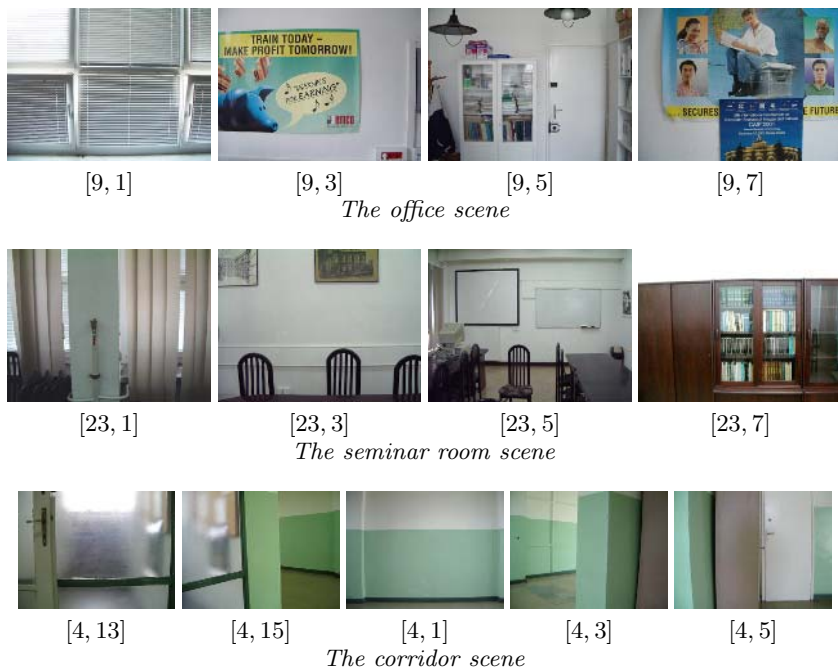 TRAIN TODAY –
MAKE PROFIT TOMORROW!
SECURES
E FUTURE
[9, 1]
[9, 3]
[9, 5]
[9, 7]
The office scene
[23, 1]
[23, 3]
[23, 5]
[23, 7]
The seminar room scene
[4, 13]
[4, 15]
[4, 1]
[4, 3]
[4, 5]
The corridor scene